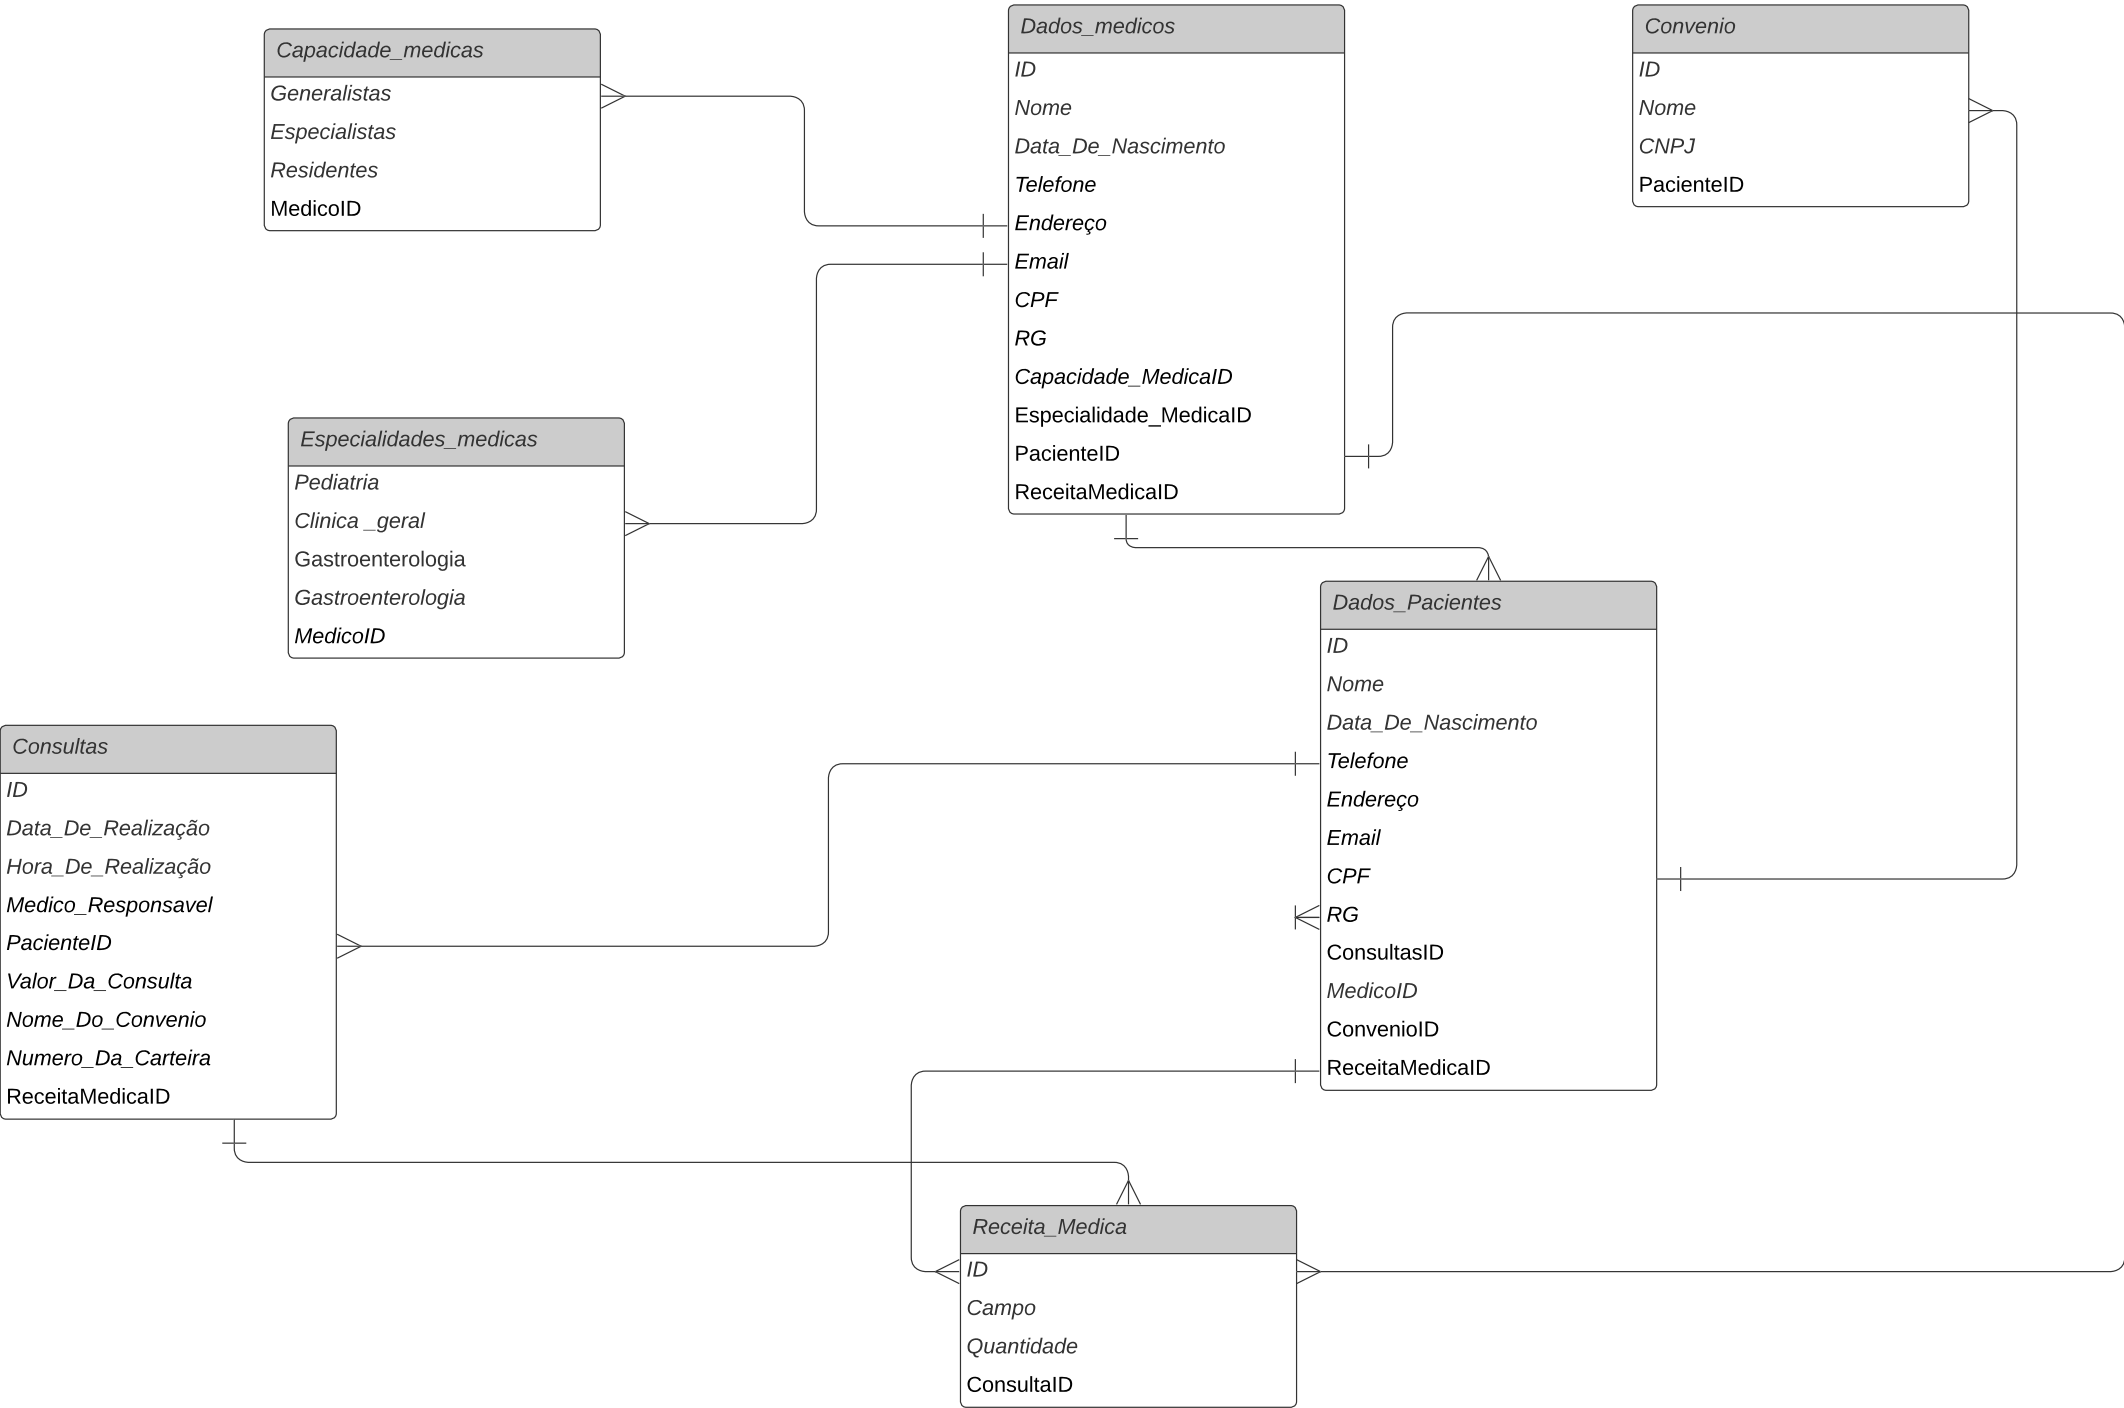 Capacidade_medicas
Generalistas
Especialistas
Residentes
MedicoID
Dados_medicos
ID
Nome
Data_De_Nascimento
Telefone
Endereço
Email
CPF
RG
Capacidade_MedicaID
Especialidade_MedicaID
PacienteID
ReceitaMedicaID
Convenio
ID
Nome
CNPJ
PacienteID
Especialidades_medicas
Pediatria
Clinica _geral
Gastroenterologia
Gastroenterologia
MedicoID
Dados_Pacientes
ID
Nome
Data_De_Nascimento
Telefone
Endereço
Email
CPF
RG
ConsultasID
MedicoID
ConvenioID
ReceitaMedicaID
Consultas
ID
Data_De_Realização
Hora_De_Realização
Medico_Responsavel
PacienteID
Valor_Da_Consulta
Nome_Do_Convenio
Numero_Da_Carteira
ReceitaMedicaID
Receita_Medica
ID
Campo
Quantidade
ConsultaID